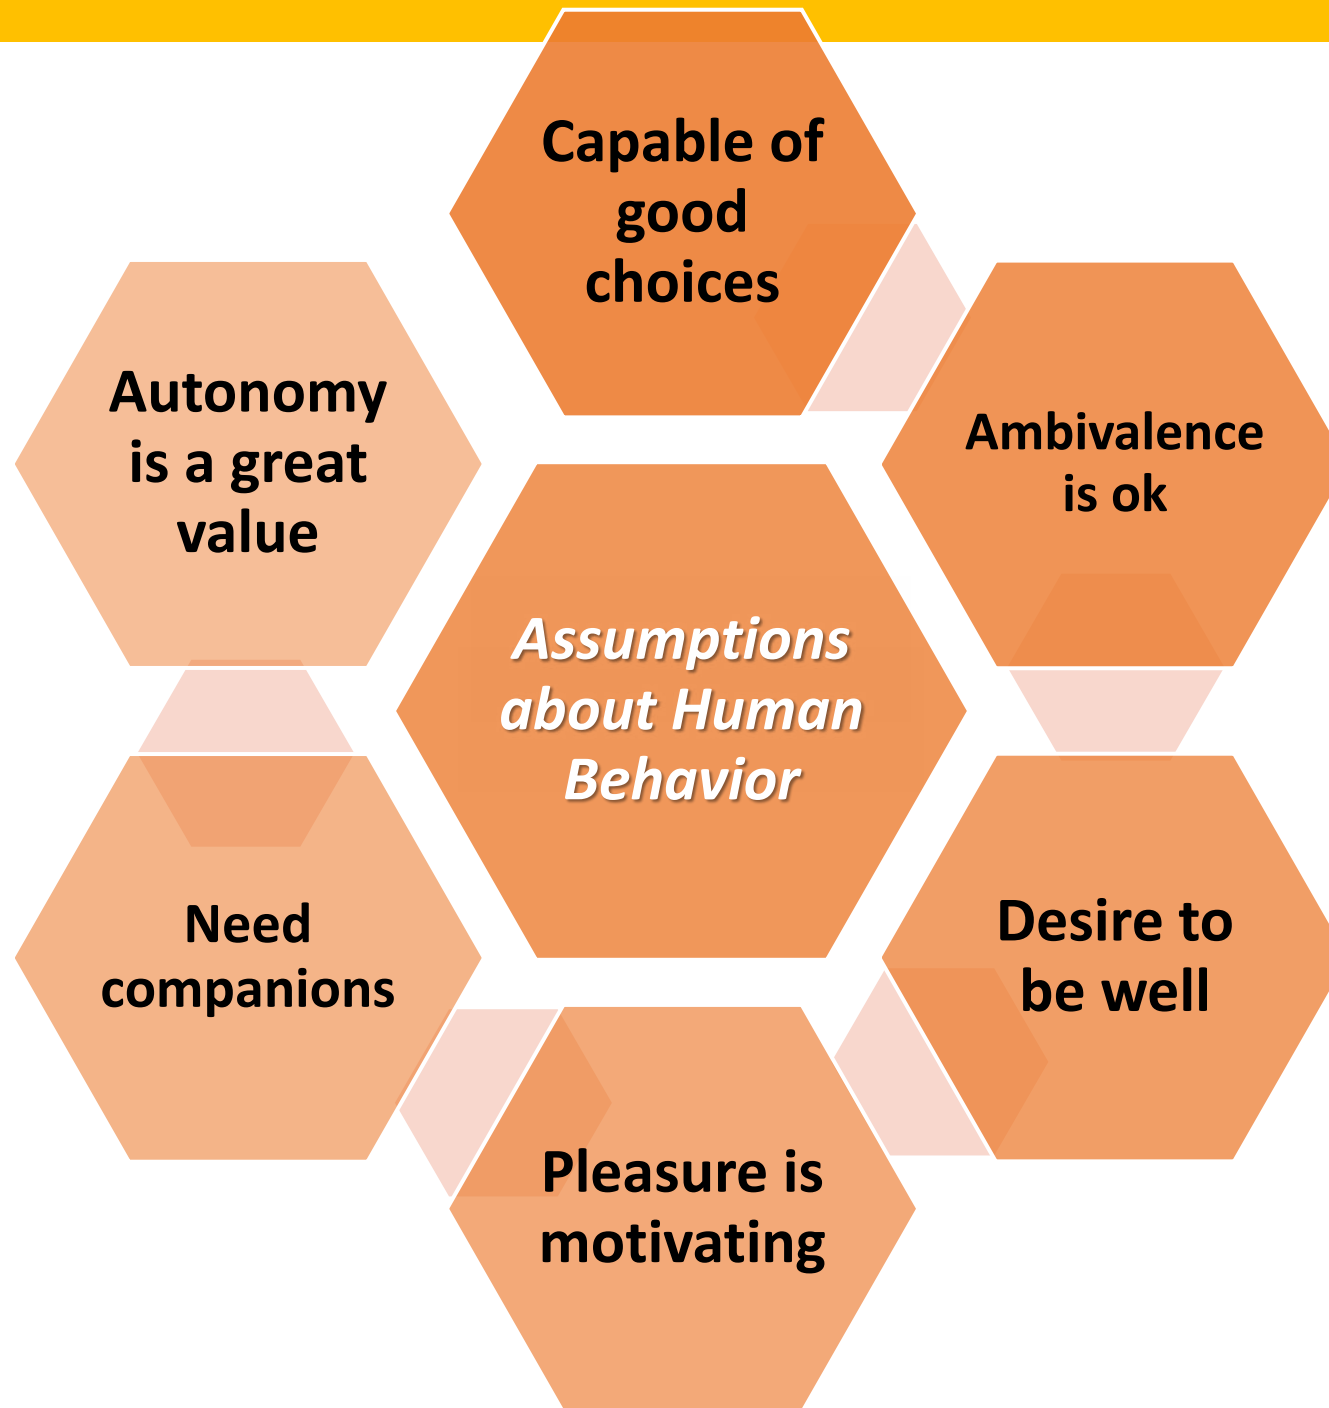 Capable of
good
choices
Ambivalence
is ok
Desire to
be well
Pleasure is
motivating
Need
companions
Autonomy
is a great
value
Assumptions
about Human
Behavior